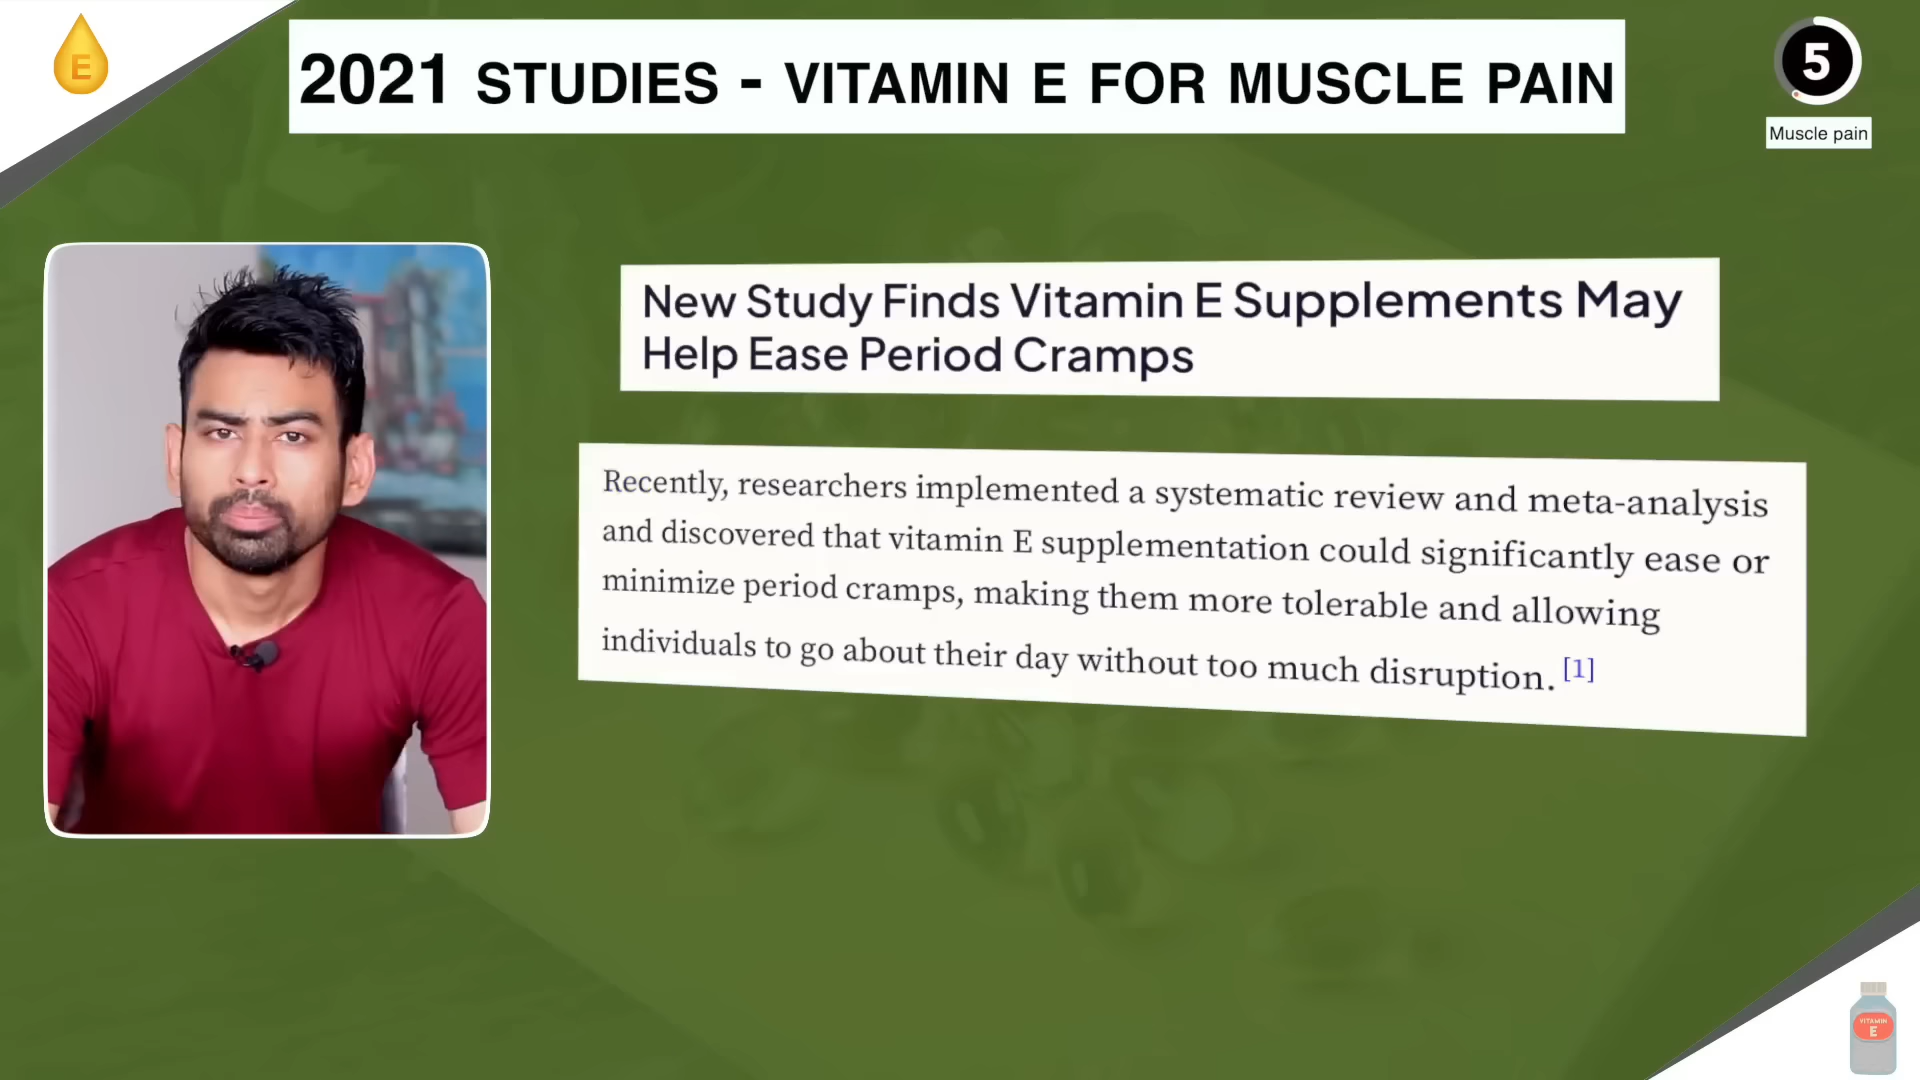 E
2021 STUDIES - VITAMIN E FOR MUSCLE PAIN
5
Muscle pain
New Study Finds Vitamin E Supplements May
Help Ease Period Cramps
Recently, researchers implemented a systematic review and meta-analysis
and discovered that vitamin E supplementation could significantly ease or
minimize period cramps, making them more tolerable and allowing
individuals to go about their day without too much disruption. [1]
VITAMIN
E